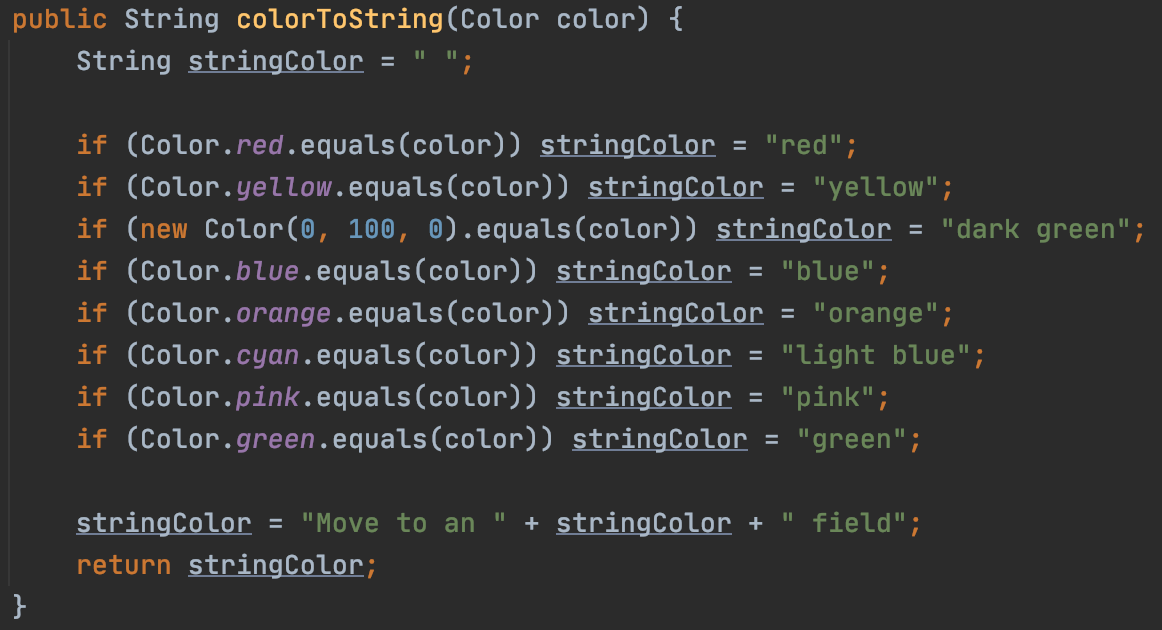 public String colorToString(Color color) {
    String stringColor = " ";
    if (Color.red.equals(color)) stringColor = "red";
    if (Color.yellow.equals(color)) stringColor = "yellow";
    if (new Color(0, 100, 0).equals(color)) stringColor = "dark green";
    if (Color.blue.equals(color)) stringColor = "blue";
    if (Color.orange.equals(color)) stringColor = "orange";
    if (Color.cyan.equals(color)) stringColor = "light blue";
    if (Color.pink.equals(color)) stringColor = "pink";
    if (Color.green.equals(color)) stringColor = "green";
    stringColor = "Move to an " + stringColor + " field";
    return stringColor;
}